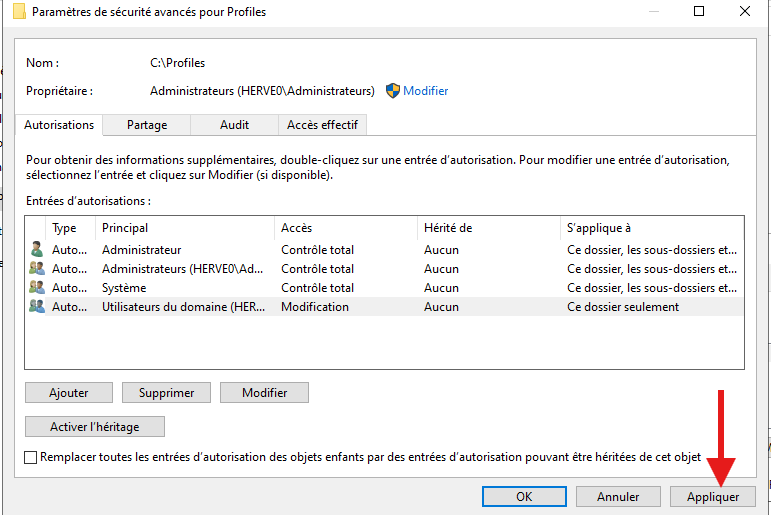 Paramètres de sécurité avancés pour Profiles
Nom : C:\Profiles
Propriétaire : Administrateurs (HERVE0\Administrateurs) Modifier
Autorisations Partage Audit Accès effectif
Pour obtenir des informations supplémentaires, double-cliquez sur une entrée d'autorisation. Pour modifier une entrée d'autorisation,
sélectionnez l'entrée et cliquez sur Modifier (si disponible).
Entrées d'autorisations :
Type Principal Accès Hérité de S'applique à
Auto... Administrateur Contrôle total Aucun Ce dossier, les sous-dossiers et...
Auto... Administrateurs (HERVE0\Ad... Contrôle total Aucun Ce dossier, les sous-dossiers et...
Auto... Système Contrôle total Aucun Ce dossier, les sous-dossiers et...
Auto... Utilisateurs du domaine (HER... Modification Aucun Ce dossier seulement
Ajouter Supprimer Modifier
Activer l'héritage
Remplacer toutes les entrées d'autorisation des objets enfants par des entrées d'autorisation pouvant être héritées de cet objet
OK Annuler Appliquer